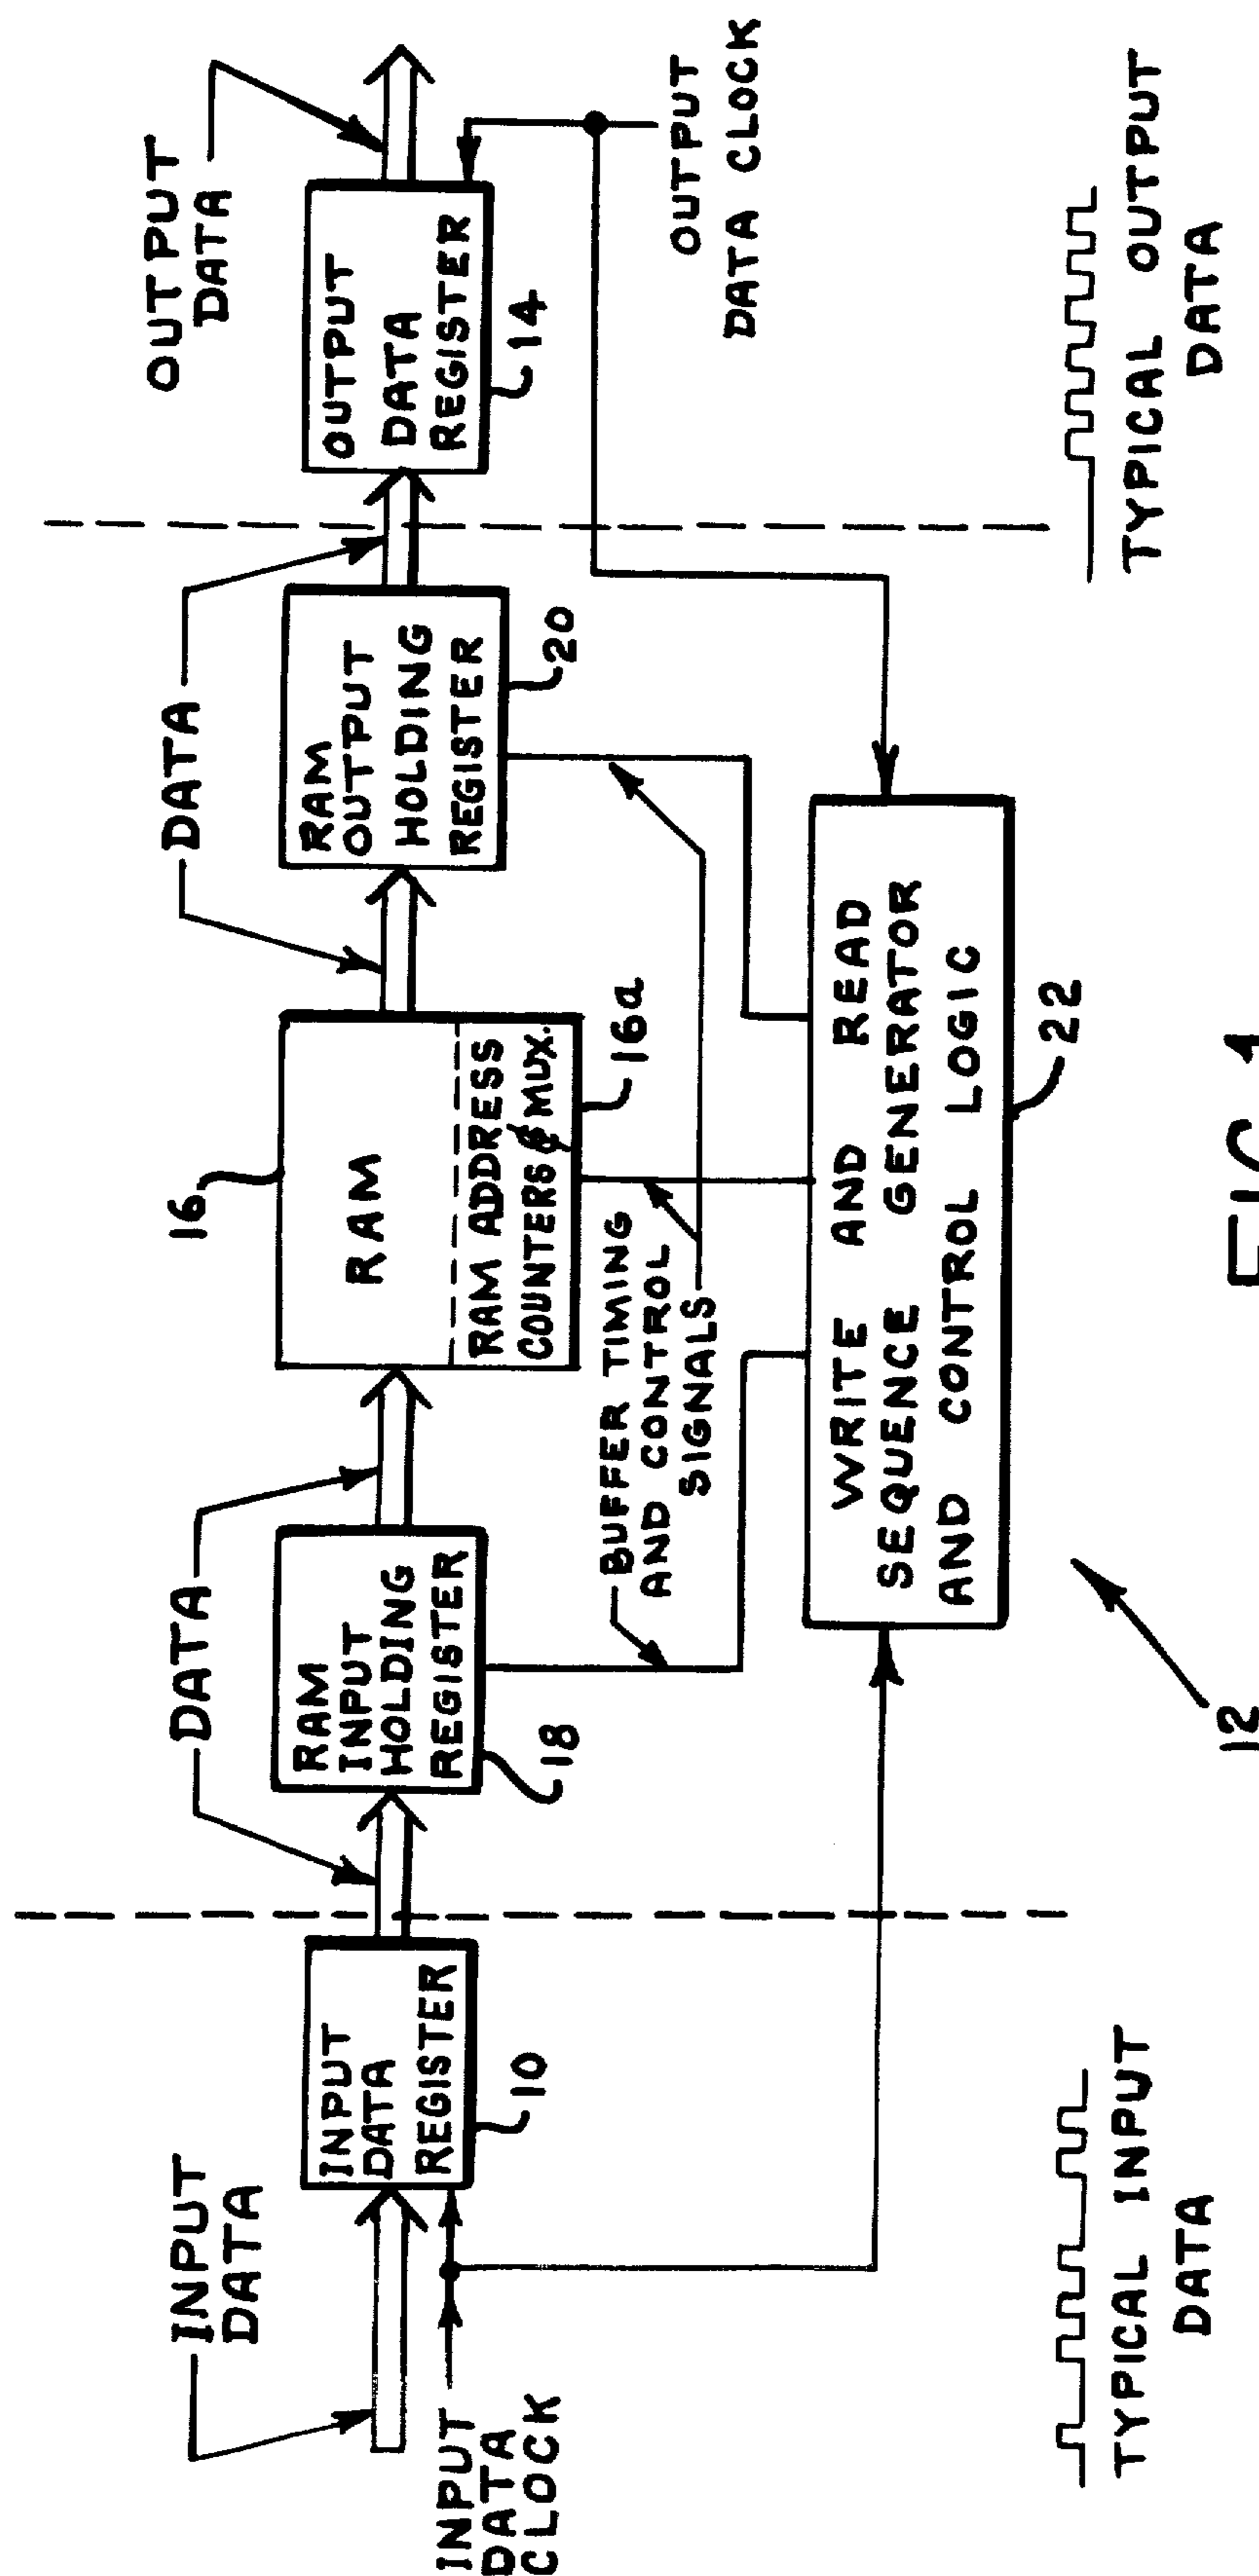 INPUT
DATA
INPUT
DATA
CLOCK
INPUT
DATA
REGISTER
10
DATA
RAM
INPUT
HOLDING
REGISTER
18
16
RAM
RAM ADDRESS
COUNTERS & MUX.
16a
DATA
RAM
OUTPUT
HOLDING
REGISTER
20
OUTPUT
DATA
REGISTER
14
OUTPUT
DATA
OUTPUT
DATA CLOCK
BUFFER TIMING
AND CONTROL
SIGNALS
WRITE AND READ
SEQUENCE GENERATOR
AND CONTROL LOGIC
22
12
TYPICAL INPUT
DATA
TYPICAL OUTPUT
DATA